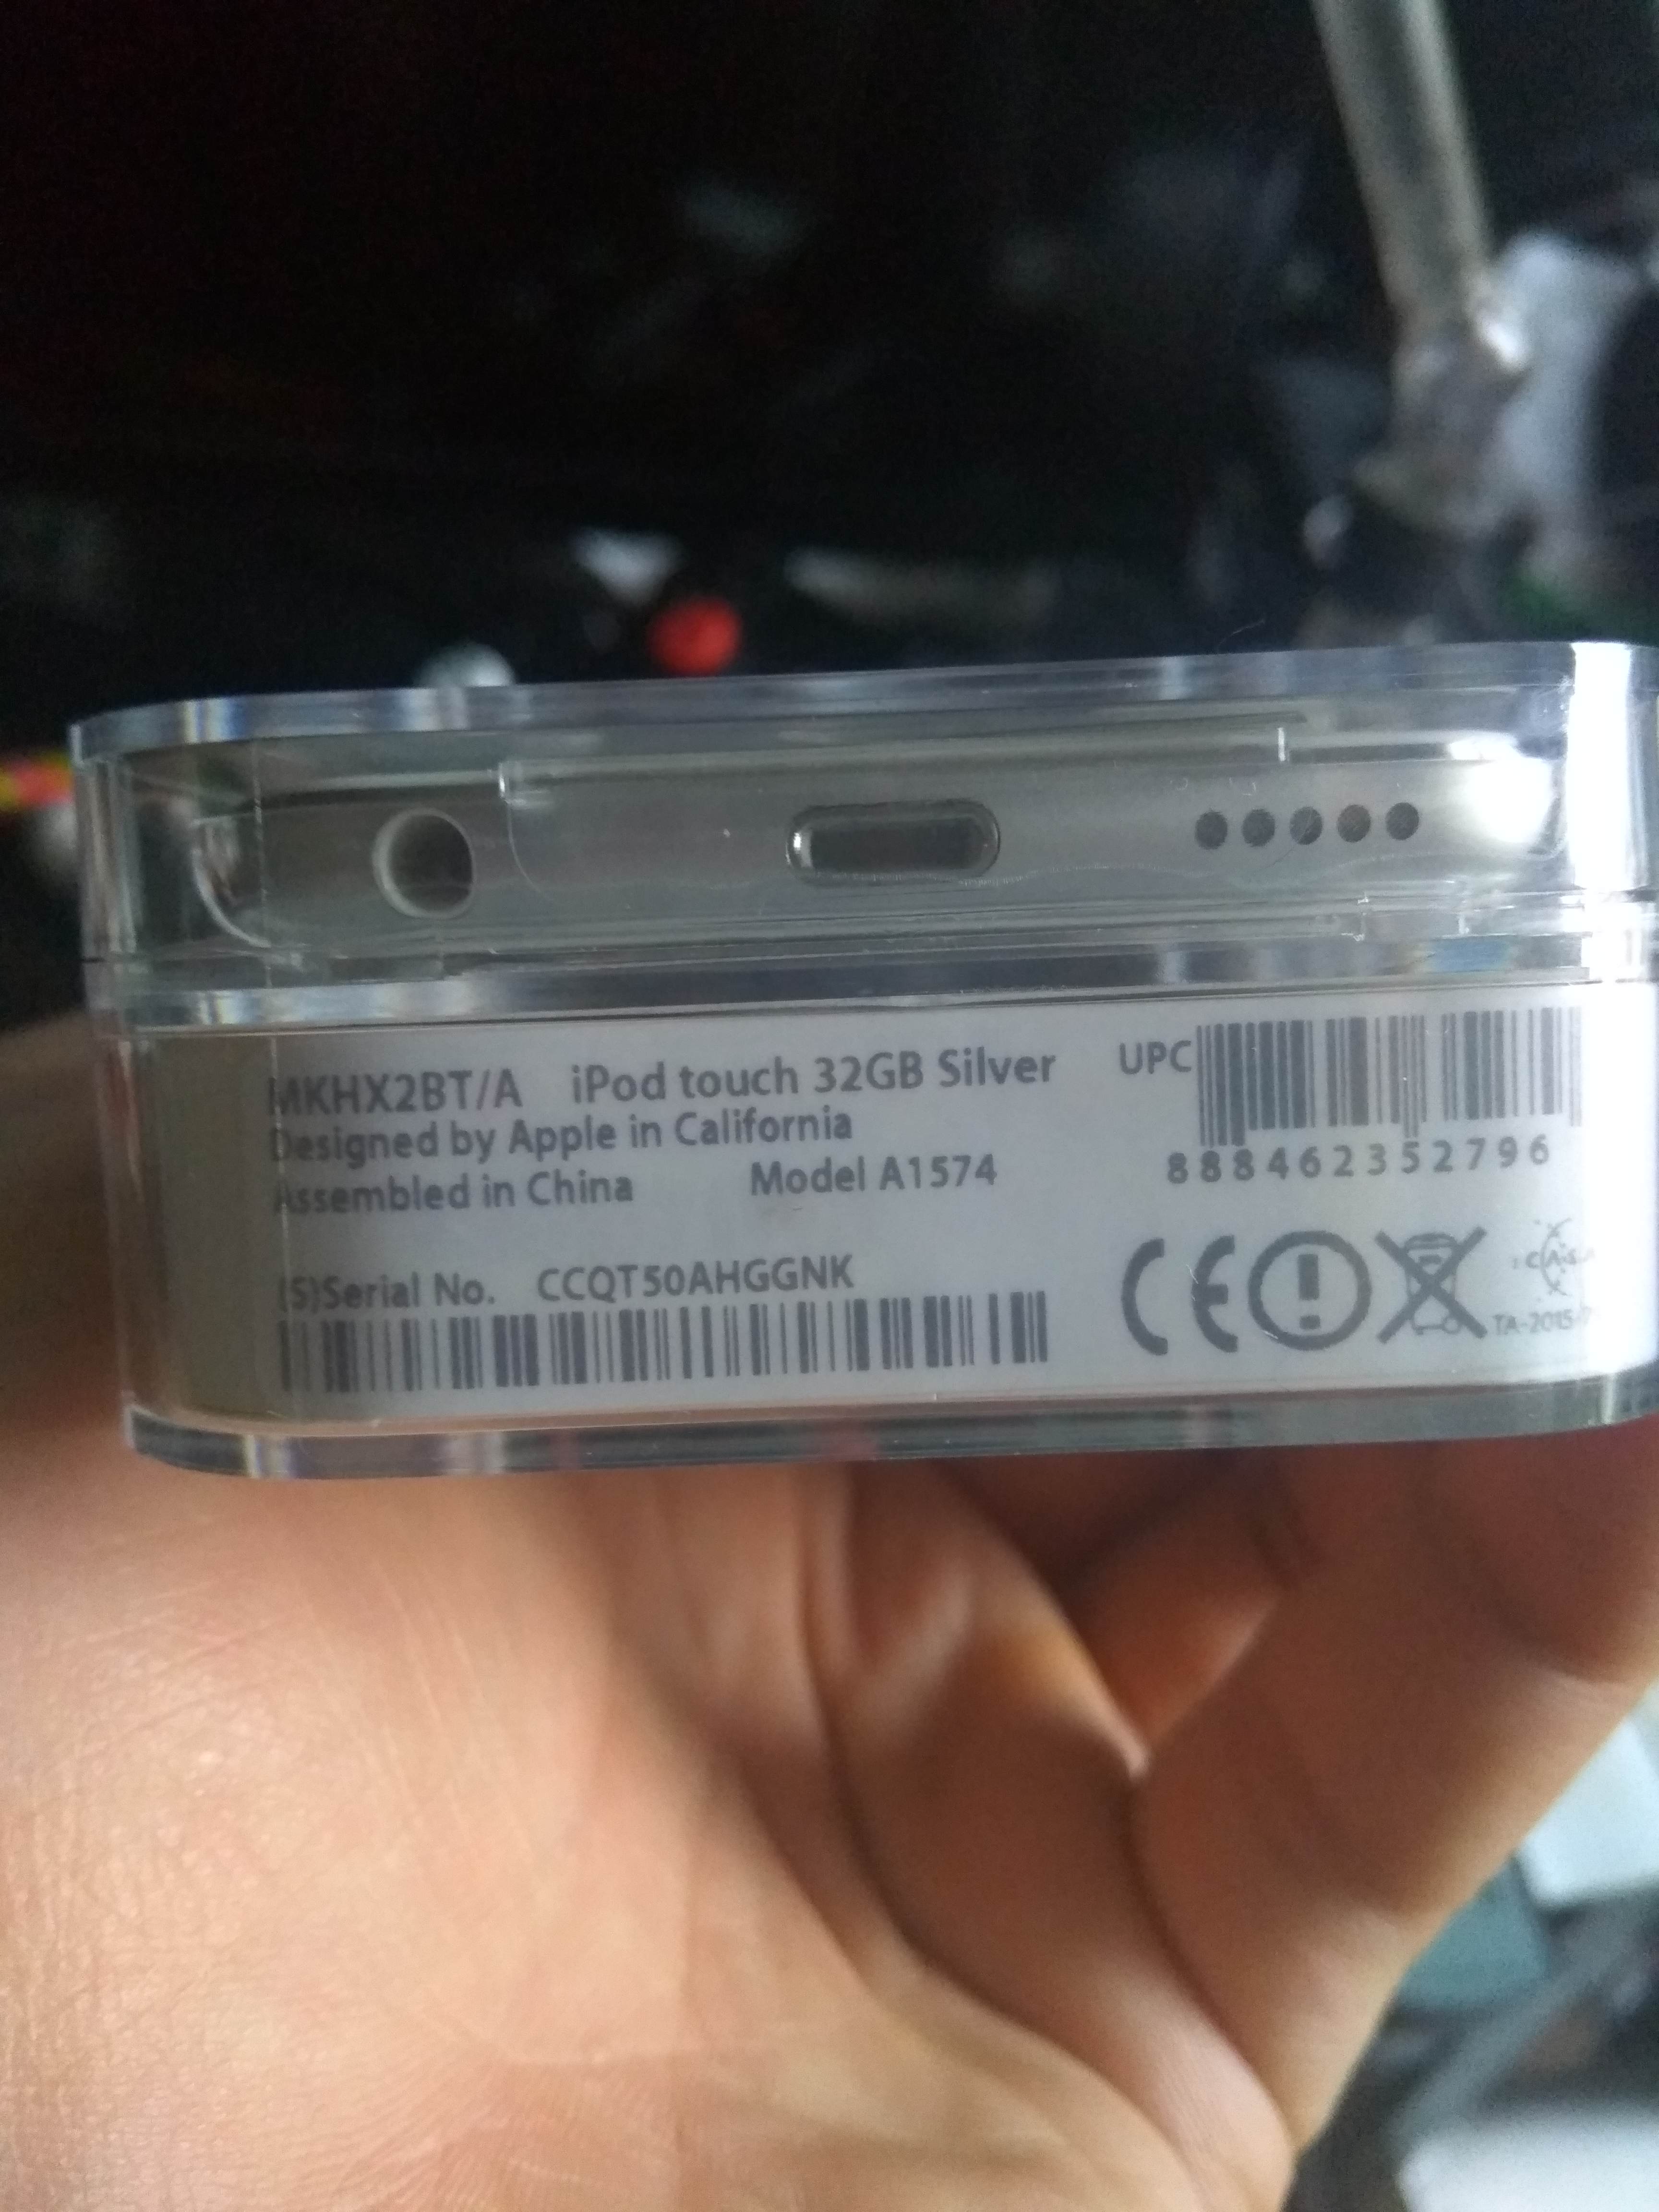 MKHX2BT/A iPod touch 32GB Silver
Designed by Apple in California
Assembled in China Model A1574
(S)Serial No. CCQT50AHGGNK
UPC
888462352796
CE